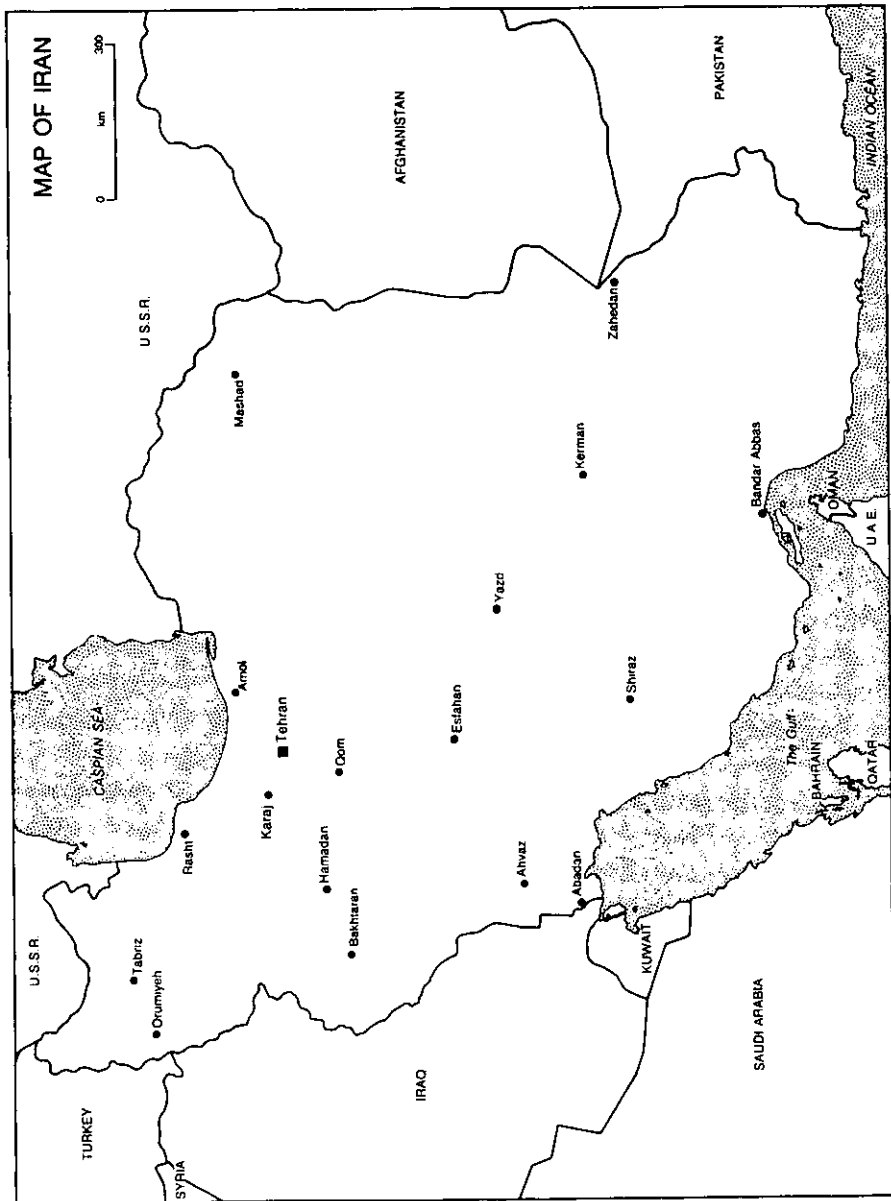 MAP OF IRAN
0 km 300
U.S.S.R.
U.S.S.R.
CASPIAN SEA
TURKEY
SYRIA
IRAQ
KUWAIT
SAUDI ARABIA
BAHRAIN
QATAR
The Gulf
U.A.E.
OMAN
INDIAN OCEAN
PAKISTAN
AFGHANISTAN
Tabriz
Orumiyeh
Rasht
Amol
Mashad
Karaj
Tehran
Qom
Hamadan
Bakhtaran
Esfahan
Yazd
Ahvaz
Abadan
Shiraz
Kerman
Zahedan
Bandar Abbas